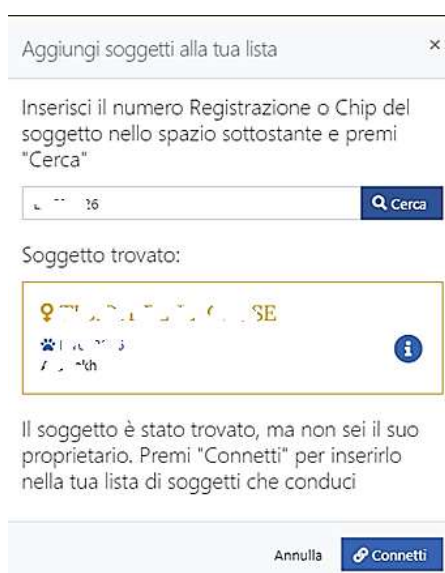 Aggiungi soggetti alla tua lista
×
Inserisci il numero Registrazione o Chip del
soggetto nello spazio sottostante e premi
"Cerca"
Cerca
Soggetto trovato:
Il soggetto è stato trovato, ma non sei il suo
proprietario. Premi "Connetti" per inserirlo
nella tua lista di soggetti che conduci
Annulla Connetti